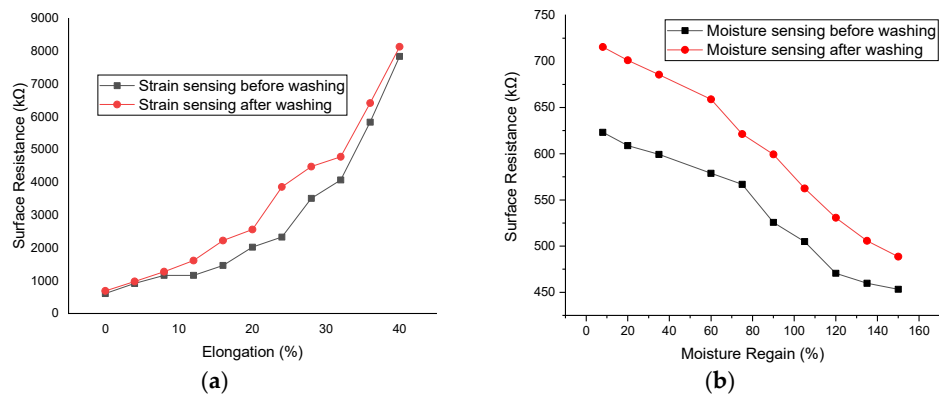 9000
8000
7000
6000
5000
4000
3000
2000
1000
0
Surface Resistance (kΩ)
Strain sensing before washing
Strain sensing after washing
0 10 20 30 40
Elongation (%)
(a)
750
700
650
600
550
500
450
Surface Resistance (kΩ)
Moisture sensing before washing
Moisture sensing after washing
0 20 40 60 80 100 120 140 160
Moisture Regain (%)
(b)